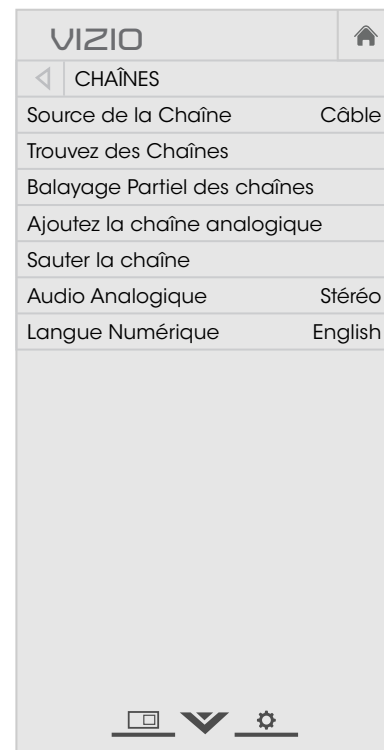 VIZIO
CHAÎNES
Source de la Chaîne Câble
Trouvez des Chaînes
Balayage Partiel des chaînes
Ajoutez la chaîne analogique
Sauter la chaîne
Audio Analogique Stéréo
Langue Numérique English